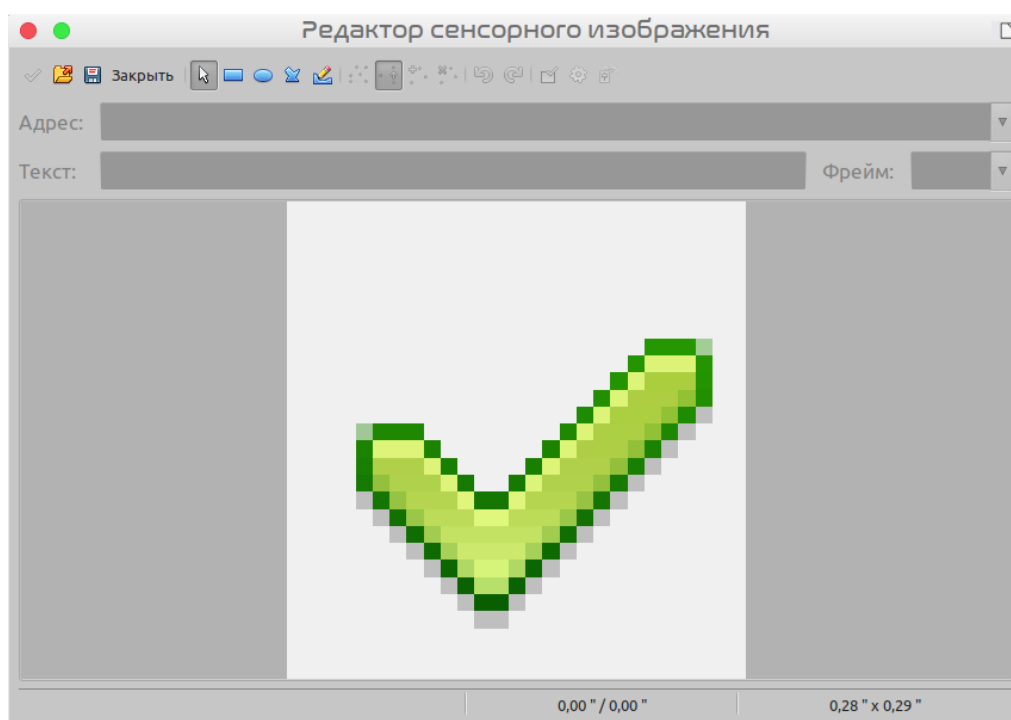 Редактор сенсорного изображения
Закрыть
Адрес:
Текст:
Фрейм:
0,00 " / 0,00 "
0,28 " x 0,29 "